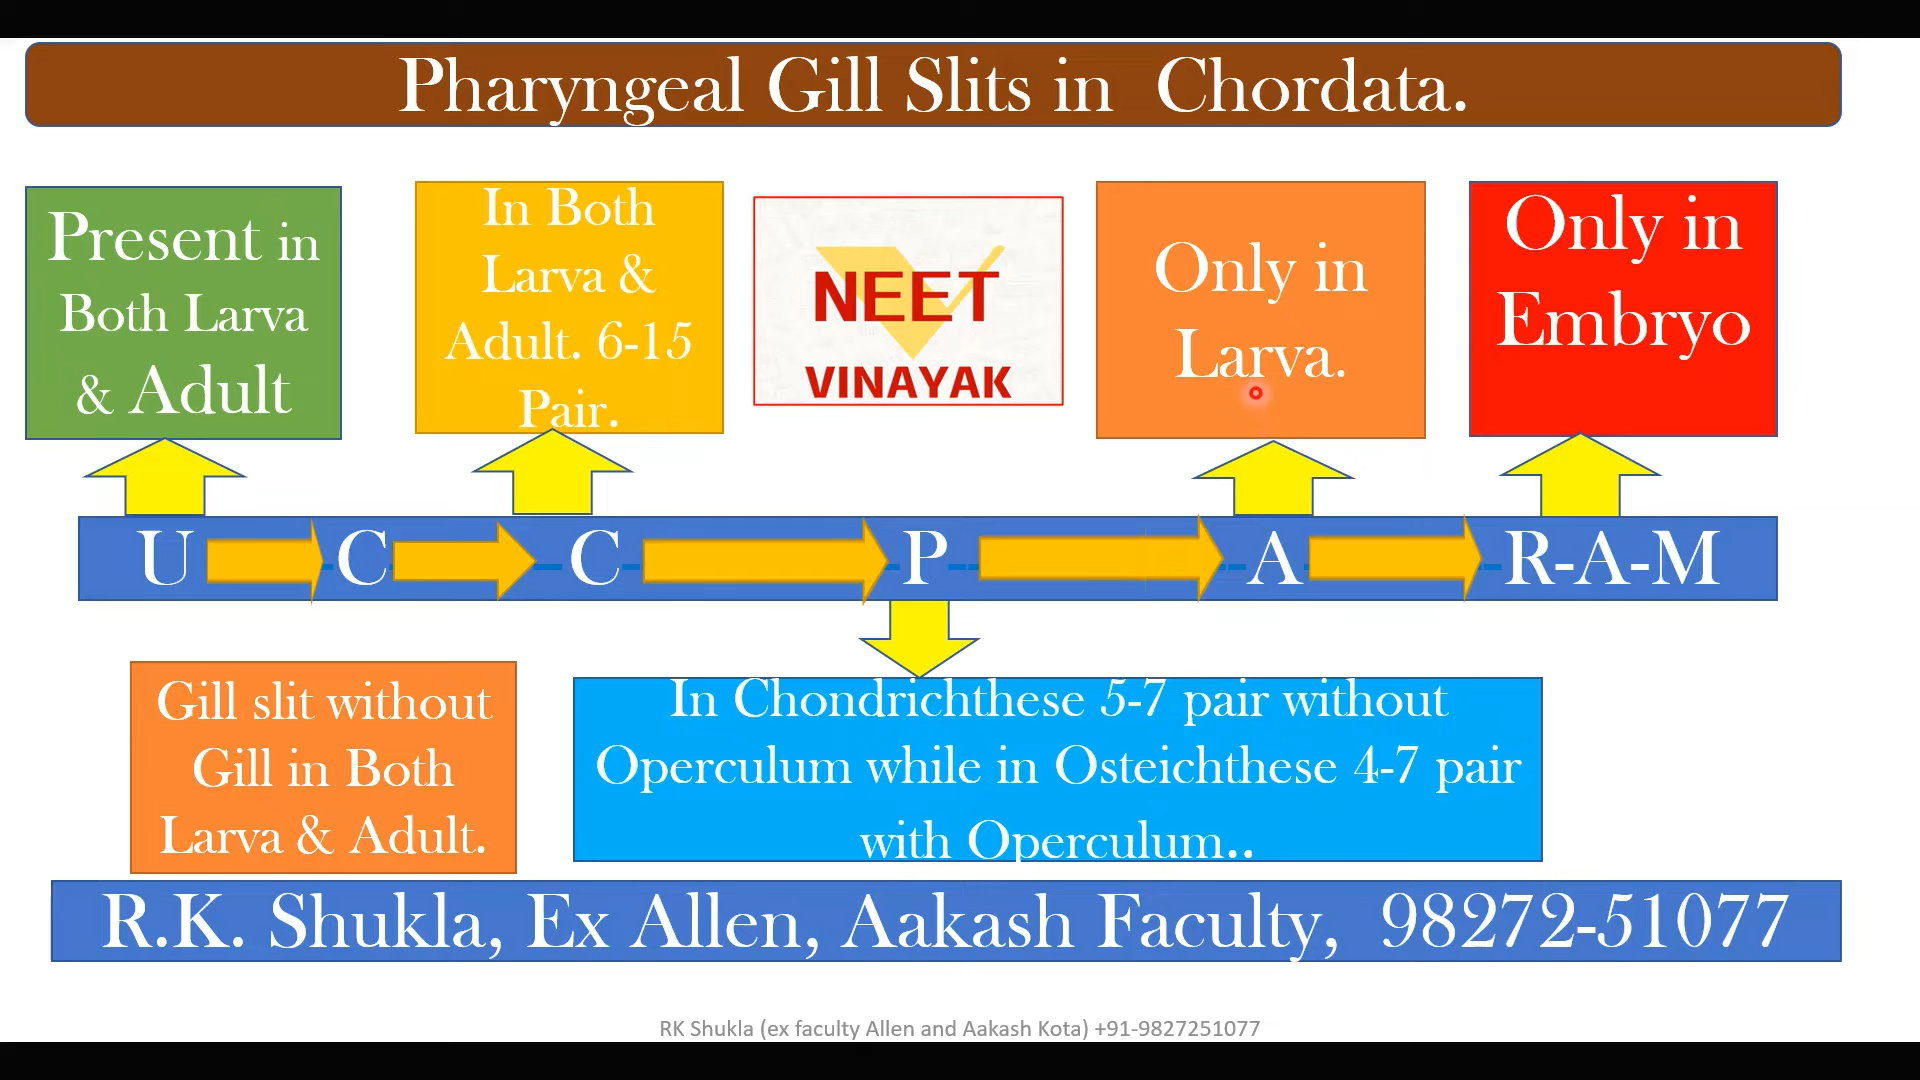 Pharyngeal Gill Slits in Chordata.
Present in
Both Larva
& Adult
In Both
Larva &
Adult. 6-15
Pair.
NEET
VINAYAK
Only in
Larva.
Only in
Embryo
U C C P A R-A-M
Gill slit without
Gill in Both
Larva & Adult.
In Chondrichthese 5-7 pair without
Operculum while in Osteichthese 4-7 pair
with Operculum..
R.K. Shukla, Ex Allen, Aakash Faculty, 98272-51077
RK Shukla (ex faculty Allen and Aakash Kota) +91-9827251077